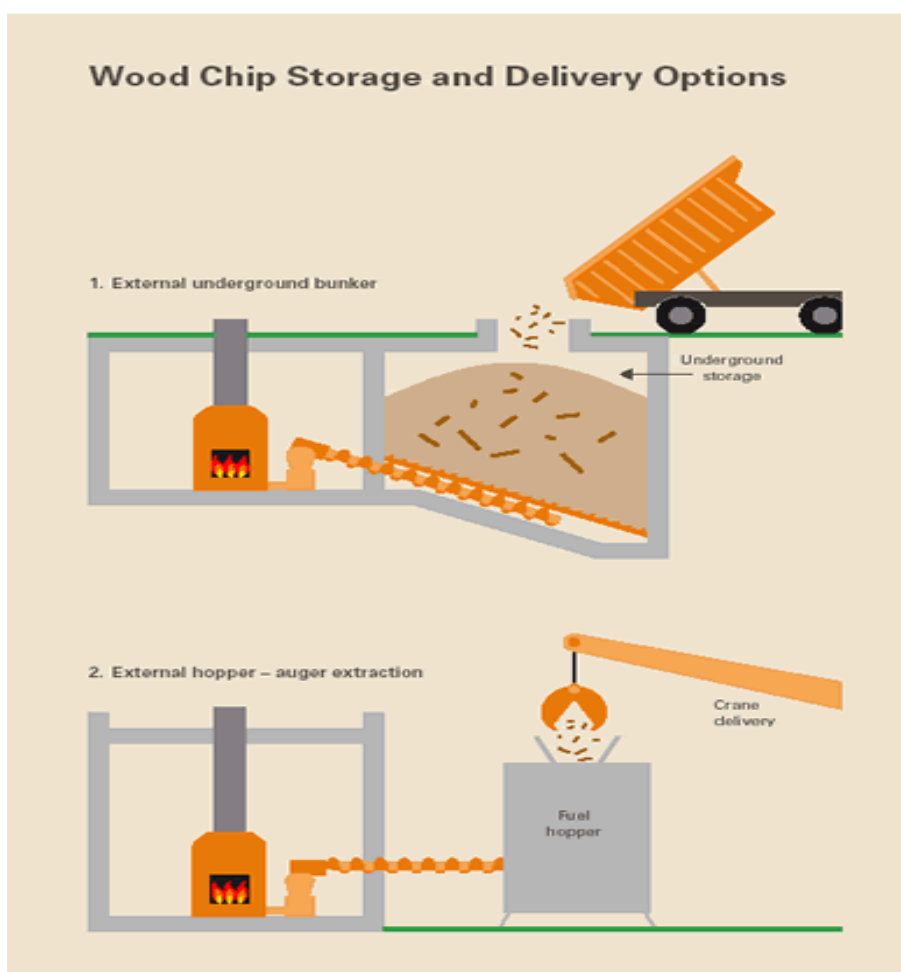 Wood Chip Storage and Delivery Options
1. External underground bunker
Underground
storage
2. External hopper – auger extraction
Crane
delivery
Fuel
hopper